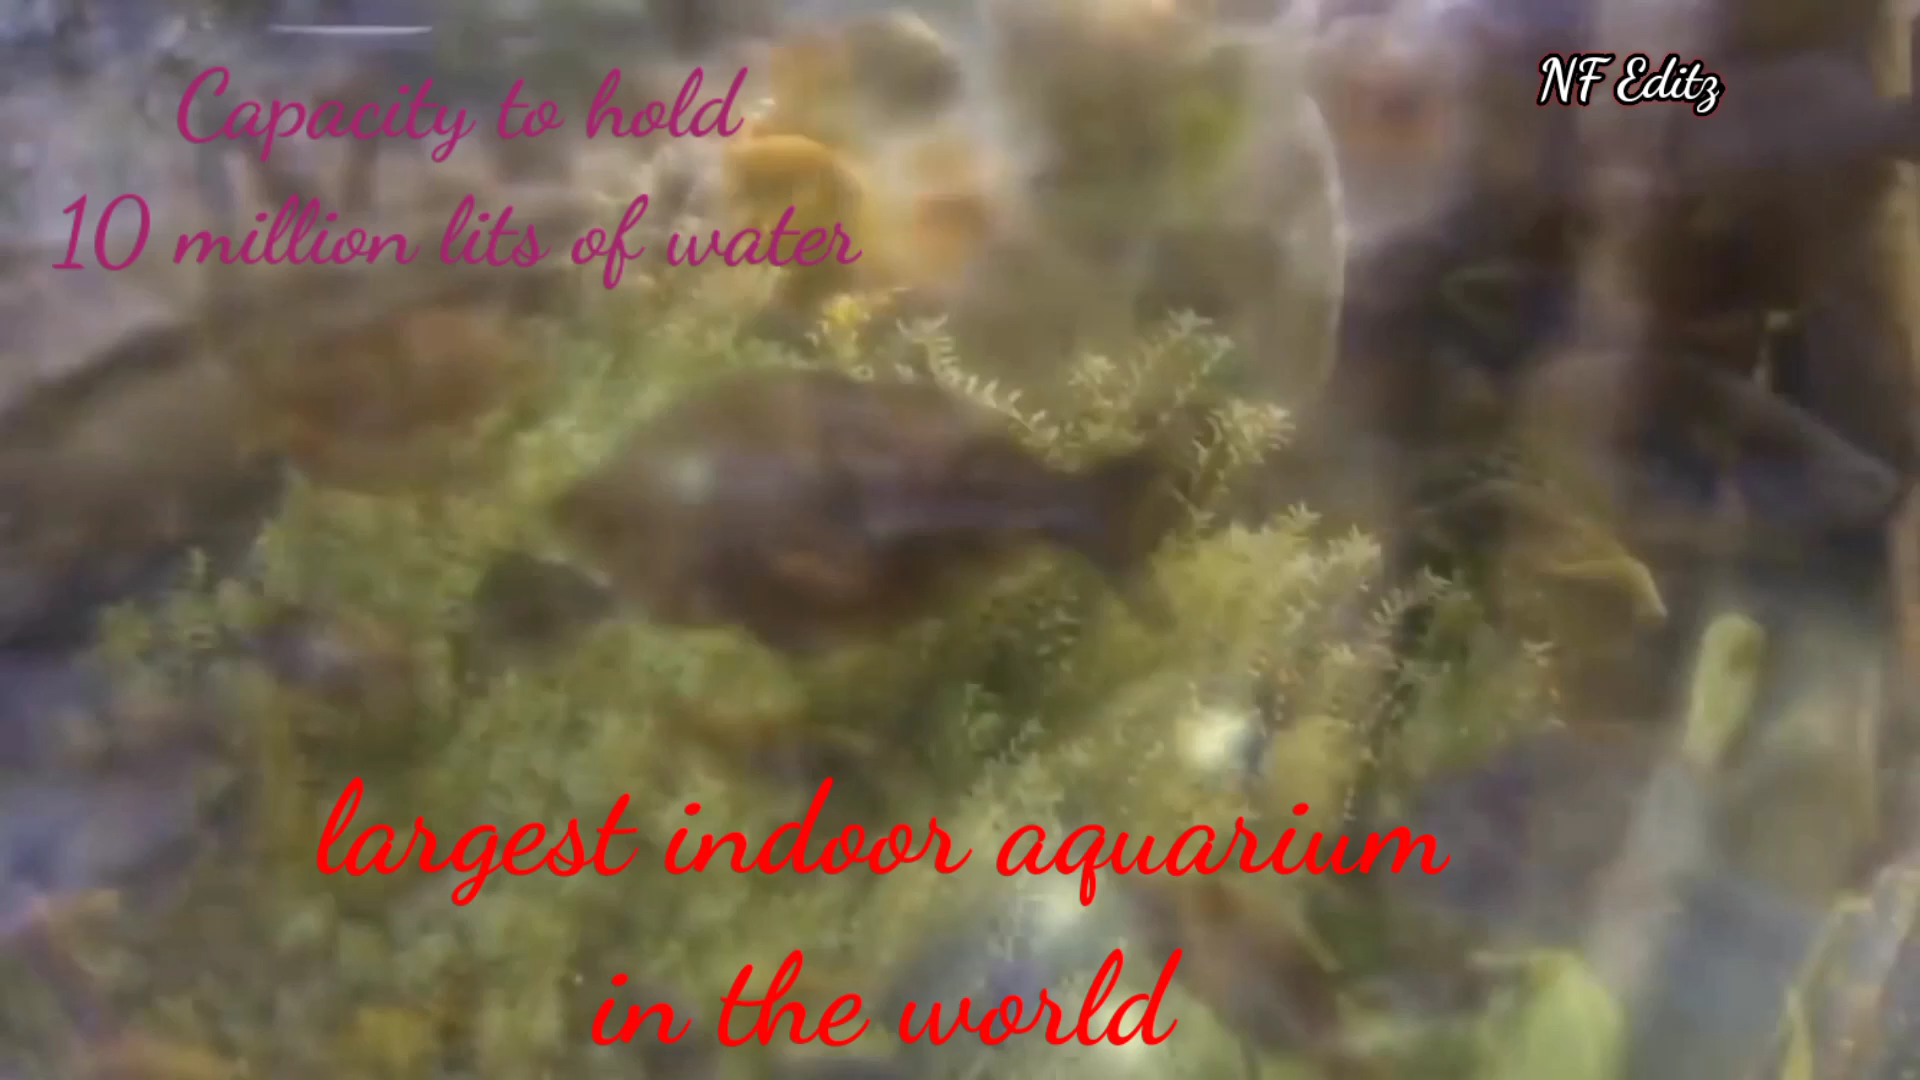 Capacity to hold
10 million lits of water
NF Editz
largest indoor aquarium
in the world